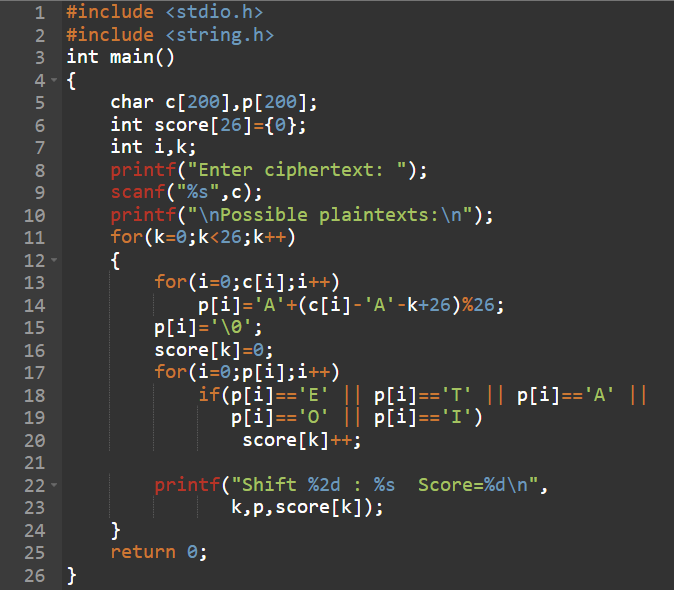 1 #include <stdio.h>
2 #include <string.h>
3 int main()
4 {
5     char c[200],p[200];
6     int score[26]={0};
7     int i,k;
8     printf("Enter ciphertext: ");
9     scanf("%s",c);
10     printf("\nPossible plaintexts:\n");
11     for(k=0;k<26;k++)
12     {
13         for(i=0;c[i];i++)
14             p[i]='A'+(c[i]-'A'-k+26)%26;
15         p[i]='\0';
16         score[k]=0;
17         for(i=0;p[i];i++)
18             if(p[i]=='E' || p[i]=='T' || p[i]=='A' ||
19                p[i]=='O' || p[i]=='I')
20                 score[k]++;
21
22         printf("Shift %2d : %s  Score=%d\n",
23                k,p,score[k]);
24     }
25     return 0;
26 }